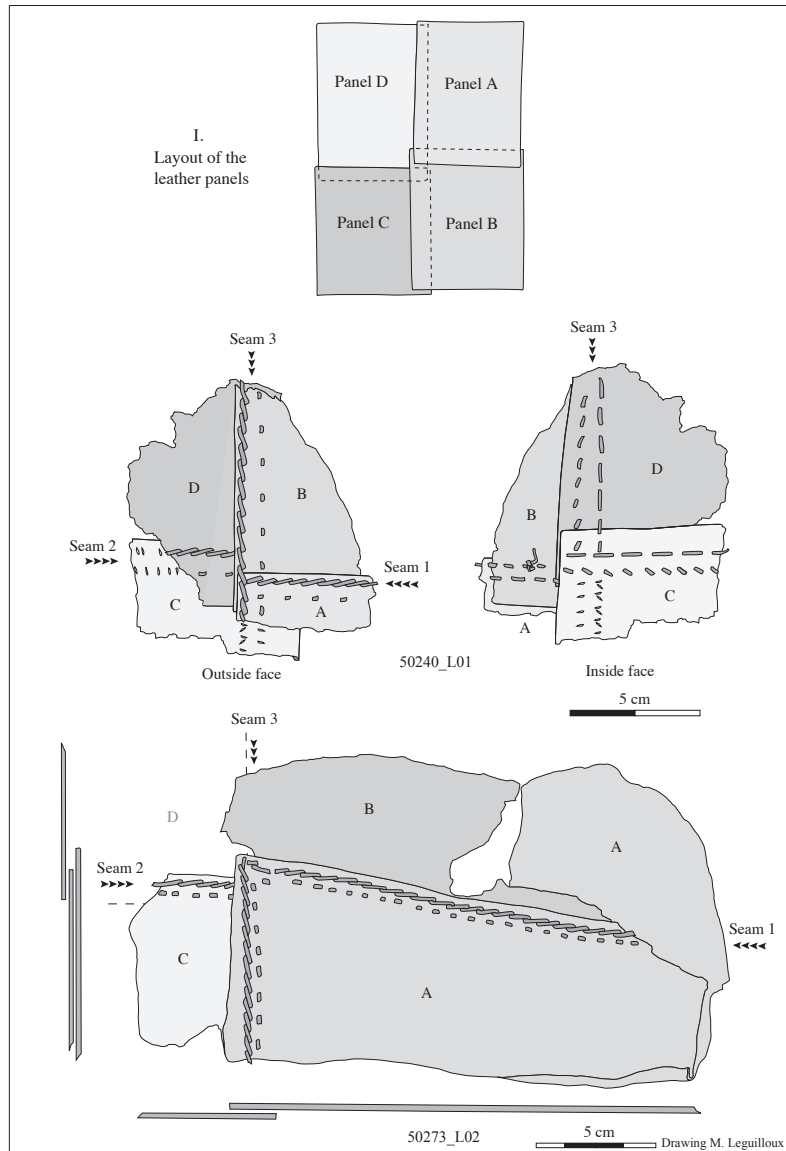 Panel D
Panel A
I.
Layout of the
leather panels
Panel C
Panel B
Seam 3
Seam 3
D
B
D
B
Seam 2
Seam 1
C
A
C
A
50240_L01
Outside face
Inside face
5 cm
Seam 3
D
B
A
Seam 2
Seam 1
C
A
50273_L02
5 cm
Drawing M. Leguilloux